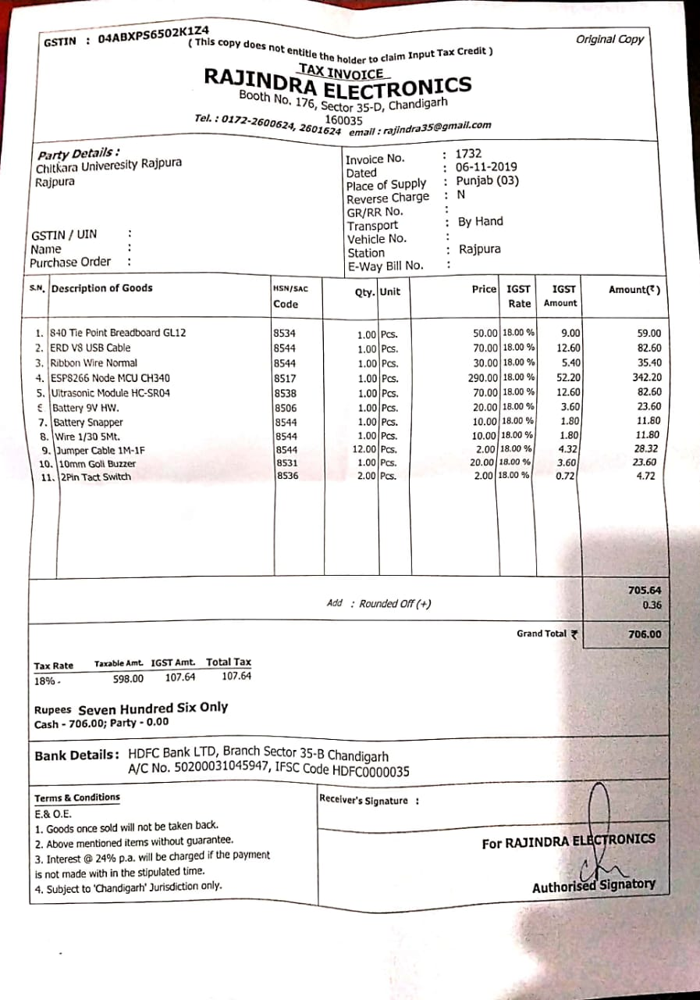 GSTIN : 04ABXPS6502K1Z4
Original Copy
( This copy does not entitle the holder to claim Input Tax Credit )
TAX INVOICE
RAJINDRA ELECTRONICS
Booth No. 176, Sector 35-D, Chandigarh
160035
Tel. : 0172-2600624, 2601624 email : rajindra35@gmail.com
Party Details :
Chitkara Univeresity Rajpura
Rajpura
GSTIN / UIN :
Name :
Purchase Order :
Invoice No. : 1732
Dated : 06-11-2019
Place of Supply : Punjab (03)
Reverse Charge : N
GR/RR No. :
Transport : By Hand
Vehicle No. :
Station : Rajpura
E-Way Bill No. :
S.N. Description of Goods HSN/SAC Code Qty. Unit Price IGST Rate IGST Amount Amount(₹)
1. 840 Tie Point Breadboard GL12 8534 1.00 Pcs. 50.00 18.00 % 9.00 59.00
2. ERD V8 USB Cable 8544 1.00 Pcs. 70.00 18.00 % 12.60 82.60
3. Ribbon Wire Normal 8544 1.00 Pcs. 30.00 18.00 % 5.40 35.40
4. ESP8266 Node MCU CH340 8517 1.00 Pcs. 290.00 18.00 % 52.20 342.20
5. Ultrasonic Module HC-SR04 8538 1.00 Pcs. 70.00 18.00 % 12.60 82.60
6 Battery 9V HW. 8506 1.00 Pcs. 20.00 18.00 % 3.60 23.60
7. Battery Snapper 8544 1.00 Pcs. 10.00 18.00 % 1.80 11.80
8. Wire 1/30 5Mt. 8544 1.00 Pcs. 10.00 18.00 % 1.80 11.80
9. Jumper Cable 1M-1F 8544 12.00 Pcs. 2.00 18.00 % 4.32 28.32
10. 10mm Goli Buzzer 8531 1.00 Pcs. 20.00 18.00 % 3.60 23.60
11. 2Pin Tact Switch 8536 2.00 Pcs. 2.00 18.00 % 0.72 4.72
705.64
Add : Rounded Off (+) 0.36
Grand Total ₹ 706.00
Tax Rate Taxable Amt. IGST Amt. Total Tax
18% - 598.00 107.64 107.64
Rupees Seven Hundred Six Only
Cash - 706.00; Party - 0.00
Bank Details : HDFC Bank LTD, Branch Sector 35-B Chandigarh
A/C No. 50200031045947, IFSC Code HDFC0000035
Terms & Conditions
E.& O.E.
1. Goods once sold will not be taken back.
2. Above mentioned items without guarantee.
3. Interest @ 24% p.a. will be charged if the payment
is not made with in the stipulated time.
4. Subject to 'Chandigarh' Jurisdiction only.
Receiver's Signature :
For RAJINDRA ELECTRONICS
Authorised Signatory